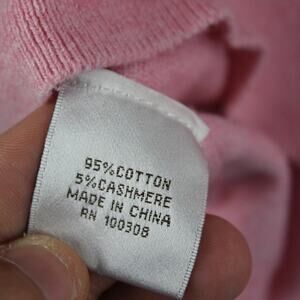 95%COTTON
5%CASHMERE
MADE IN CHINA
RN 100308